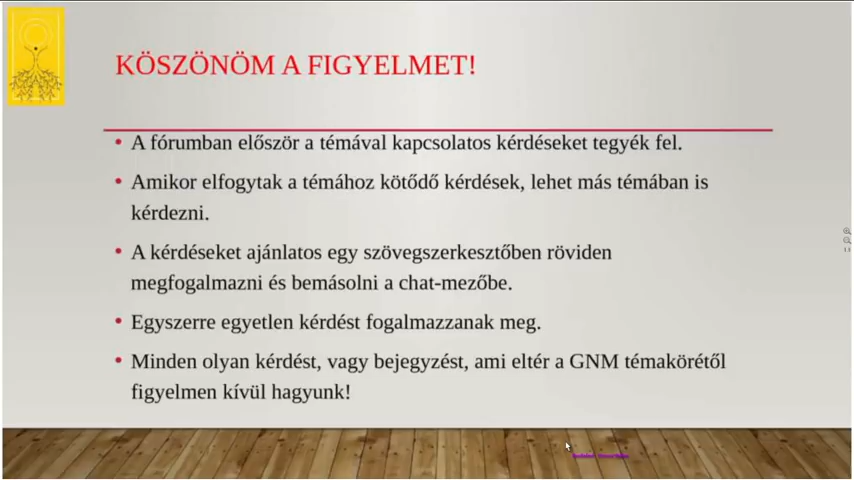 KÖSZÖNÖM A FIGYELMET!
• A fórumban először a témával kapcsolatos kérdéseket tegyék fel.
• Amikor elfogytak a témához kötődő kérdések, lehet más témában is
kérdezni.
• A kérdéseket ajánlatos egy szövegszerkesztőben röviden
megfogalmazni és bemásolni a chat-mezőbe.
• Egyszerre egyetlen kérdést fogalmazzanak meg.
• Minden olyan kérdést, vagy bejegyzést, ami eltér a GNM témakörétől
figyelmen kívül hagyunk!